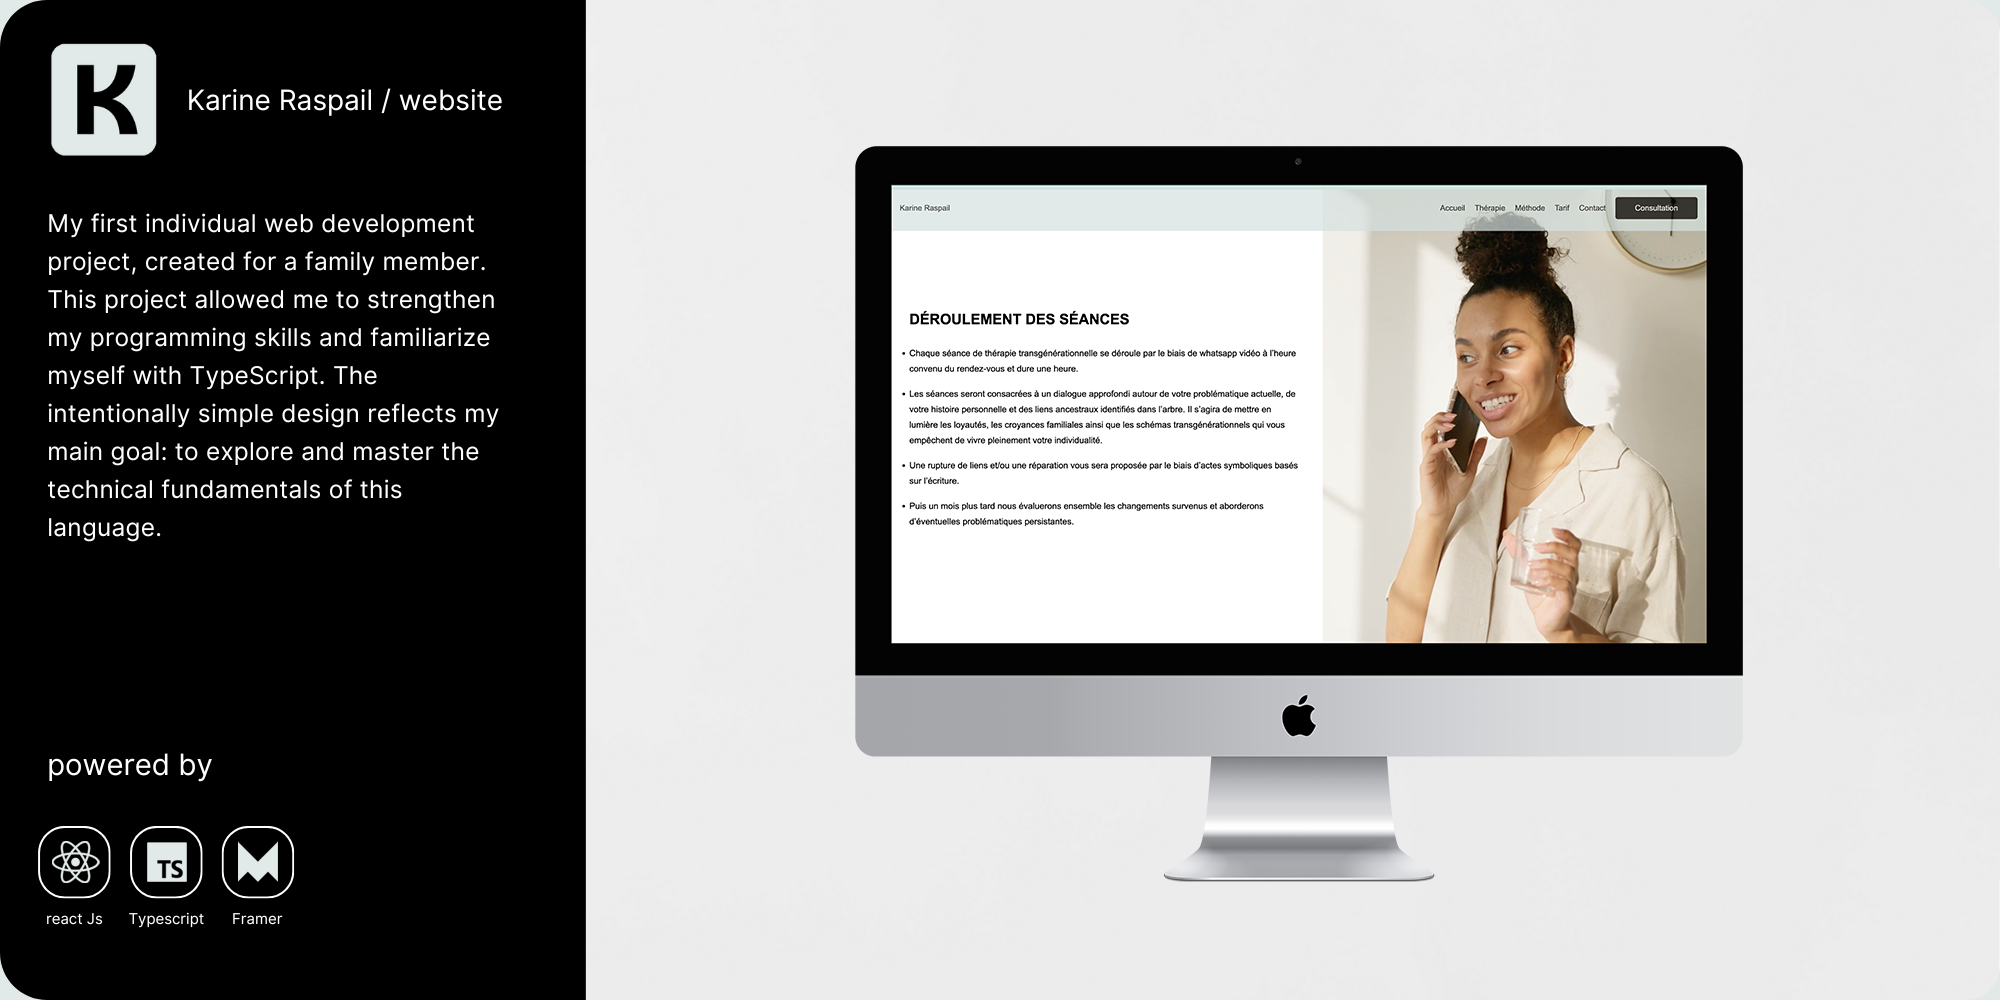 K
Karine Raspail / website
My first individual web development
project, created for a family member.
This project allowed me to strengthen
my programming skills and familiarize
myself with TypeScript. The
intentionally simple design reflects my
main goal: to explore and master the
technical fundamentals of this
language.
powered by
TS
react Js
Typescript
Framer
Karine Raspail
Accueil
Thérapie
Méthode
Tarif
Contact
Consultation
DÉROULEMENT DES SÉANCES
• Chaque séance de thérapie transgénérationnelle se déroule par le biais de whatsapp vidéo à l'heure
convenu du rendez-vous et dure une heure.
• Les séances seront consacrées à un dialogue approfondi autour de votre problématique actuelle, de
votre histoire personnelle et des liens ancestraux identifiés dans l'arbre. Il s'agira de mettre en
lumière les loyautés, les croyances familiales ainsi que les schémas transgénérationnels qui vous
empêchent de vivre pleinement votre individualité.
• Une rupture de liens et/ou une réparation vous sera proposée par le biais d'actes symboliques basés
sur l'écriture.
• Puis un mois plus tard nous évaluerons ensemble les changements survenus et aborderons
d'éventuelles problématiques persistantes.